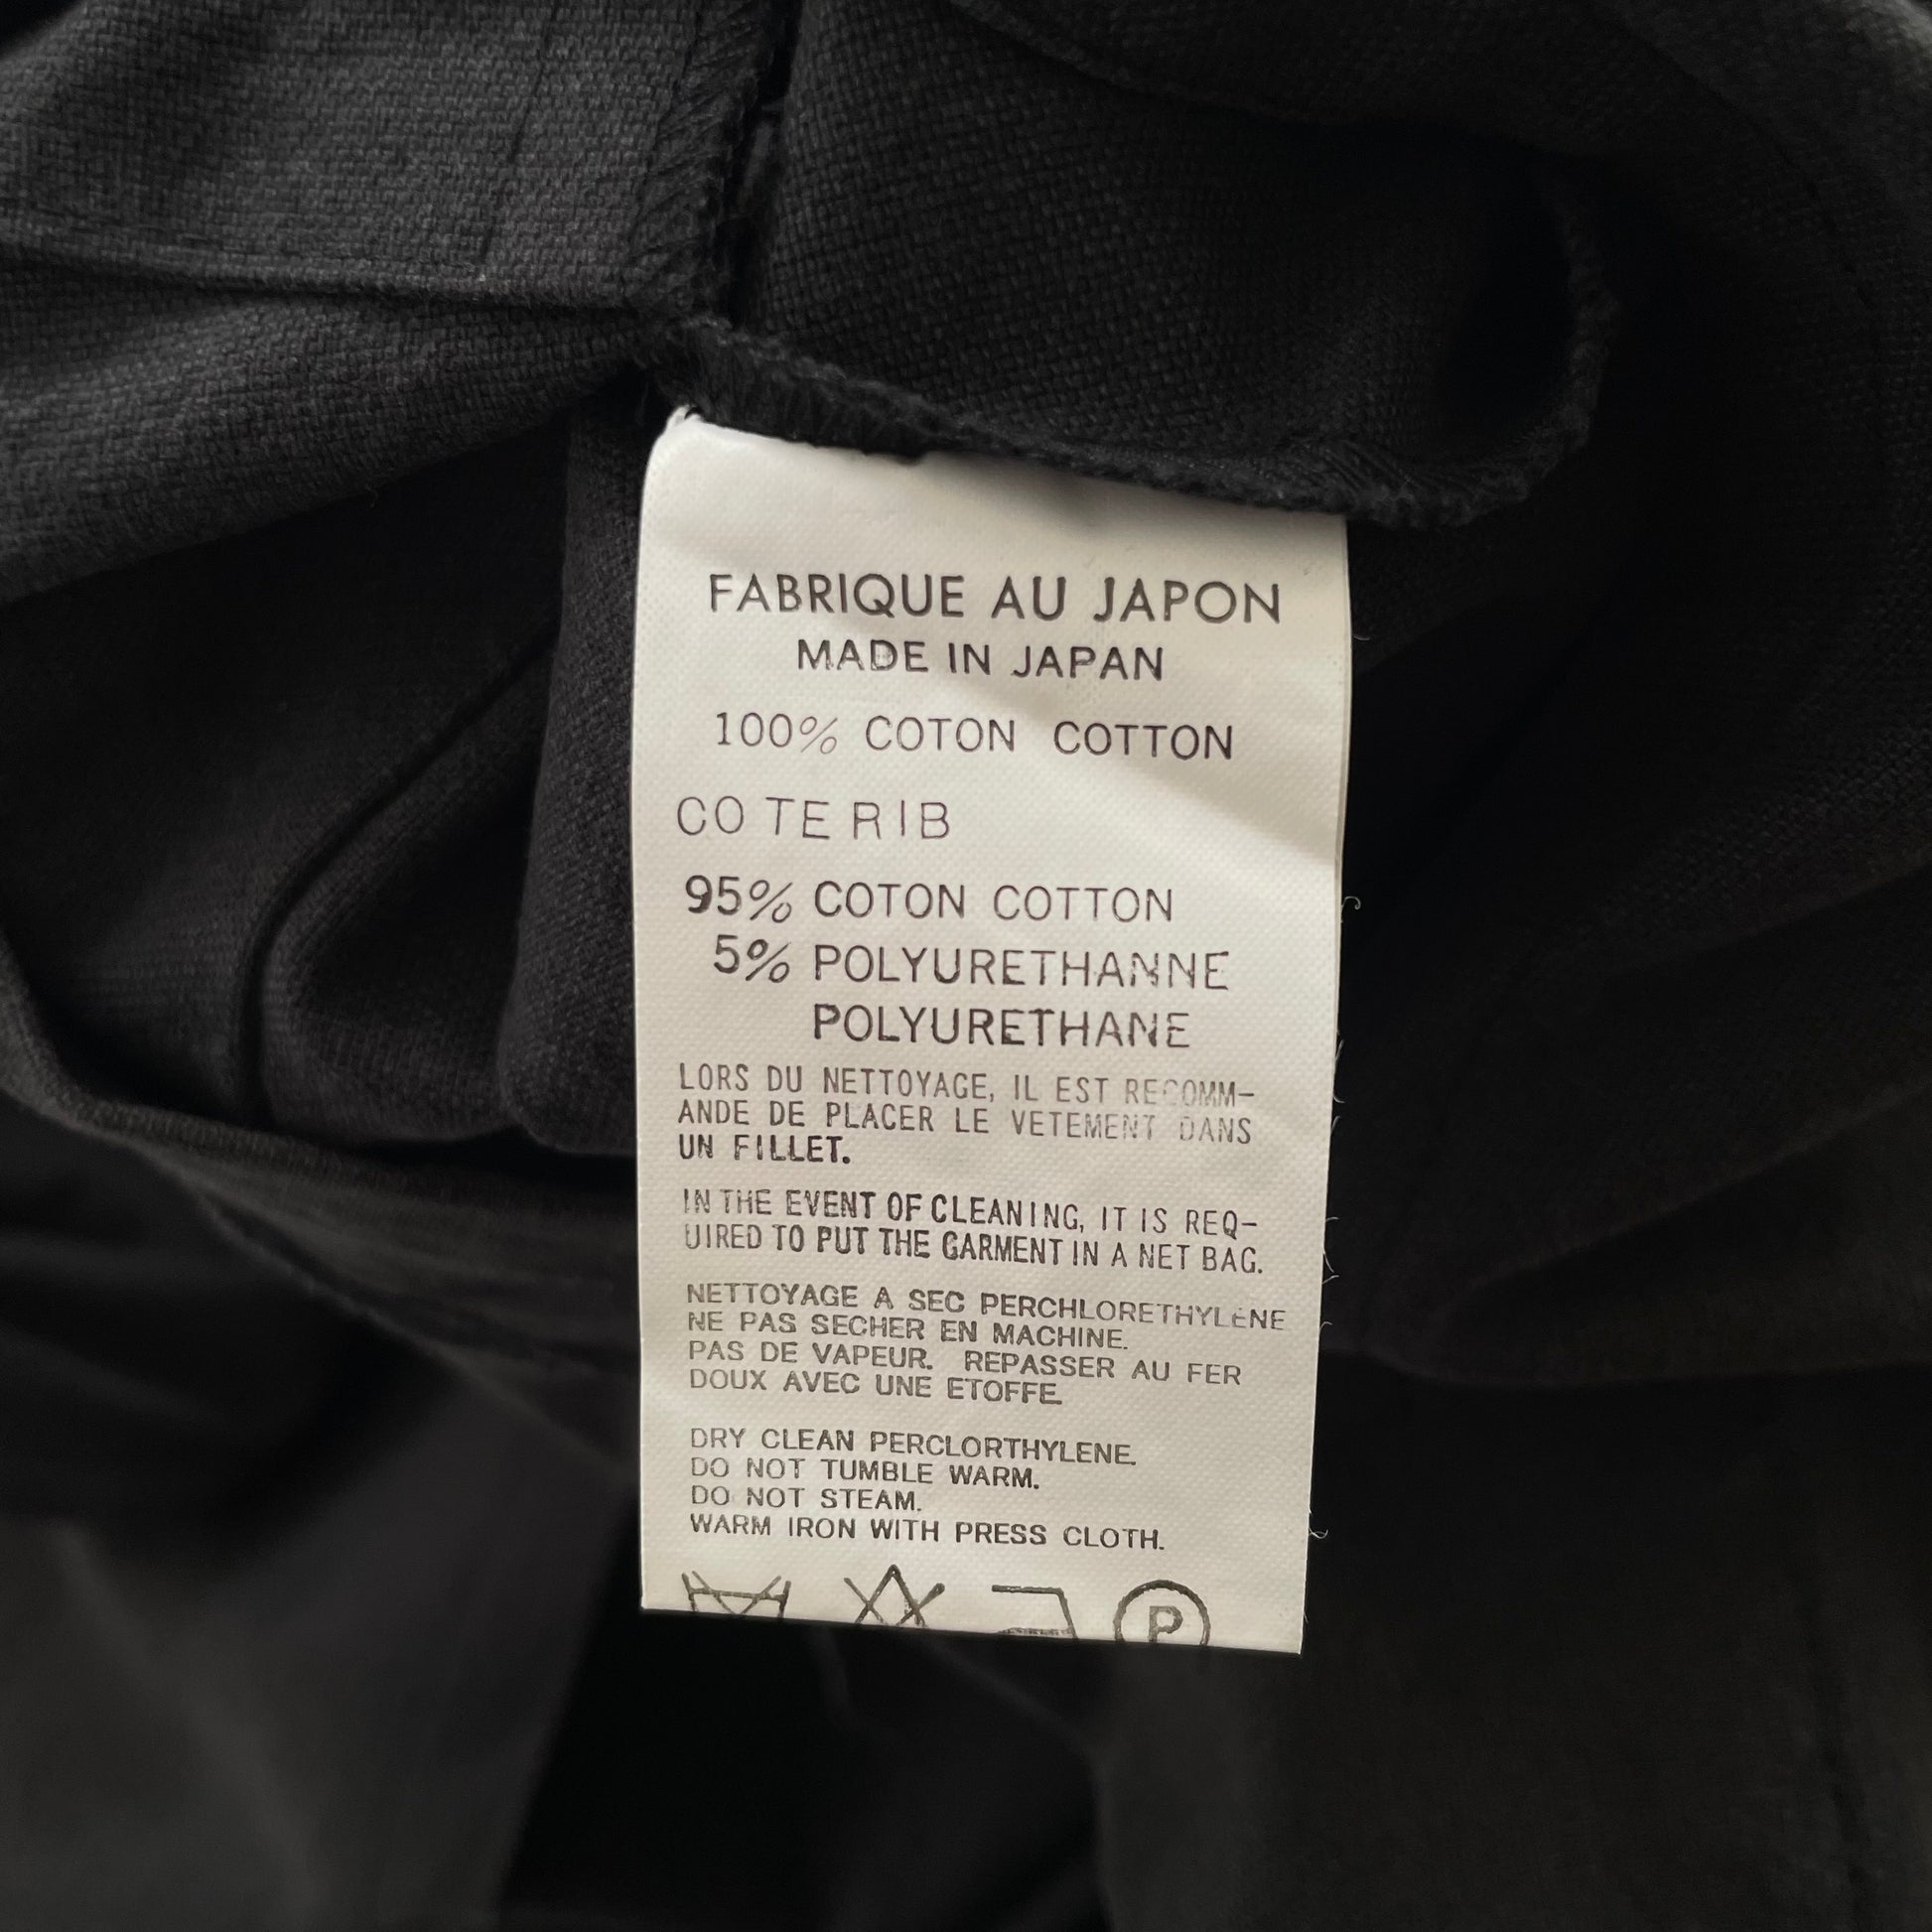 FABRIQUE AU JAPON
MADE IN JAPAN
100% COTON COTTON
COTE RIB
95% COTON COTTON
5% POLYURETHANNE
POLYURETHANE
LORS DU NETTOYAGE, IL EST RECOMM-
ANDE DE PLACER LE VETEMENT DANS
UN FILLET.
IN THE EVENT OF CLEANING, IT IS REQ-
UIRED TO PUT THE GARMENT IN A NET BAG.
NETTOYAGE A SEC PERCHLORETHYLENE
NE PAS SECHER EN MACHINE.
PAS DE VAPEUR. REPASSER AU FER
DOUX AVEC UNE ETOFFE.
DRY CLEAN PERCLORTHYLENE.
DO NOT TUMBLE WARM.
DO NOT STEAM.
WARM IRON WITH PRESS CLOTH.
P